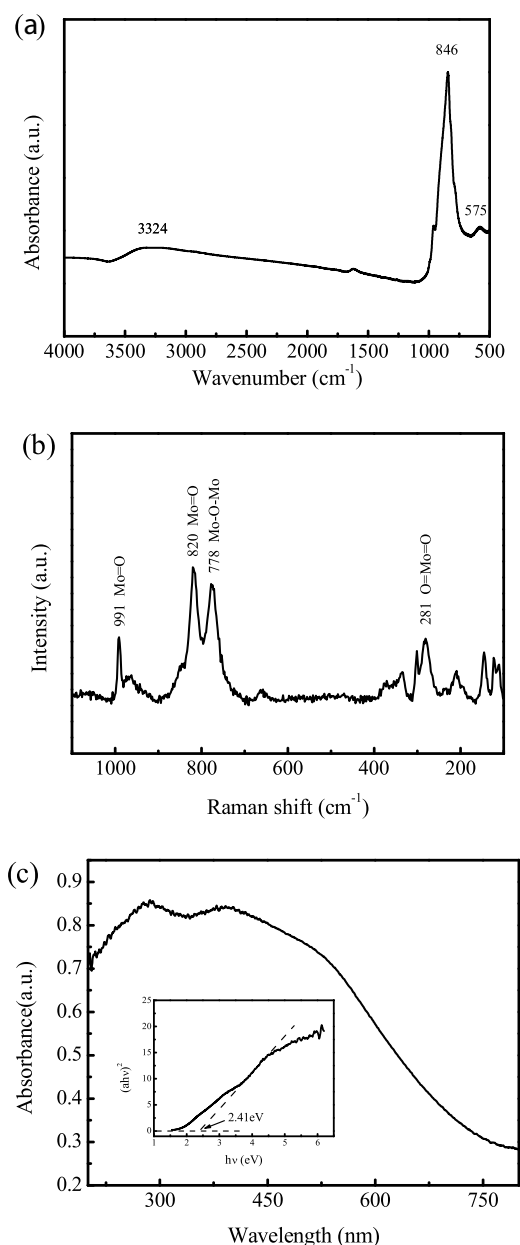 (a)
846
575
3324
Absorbance (a.u.)
4000 3500 3000 2500 2000 1500 1000 500
Wavenumber (cm⁻¹)
(b)
991 Mo=O
820 Mo=O
778 Mo-O-Mo
281 O=Mo=O
Intensity (a.u.)
1000 800 600 400 200
Raman shift (cm⁻¹)
(c)
0.9
0.8
0.7
0.6
0.5
0.4
0.3
0.2
Absorbance(a.u.)
25
20
15
10
5
0
(ahν)²
2.41eV
1 2 3 4 5 6
hν (eV)
300 450 600 750
Wavelength (nm)